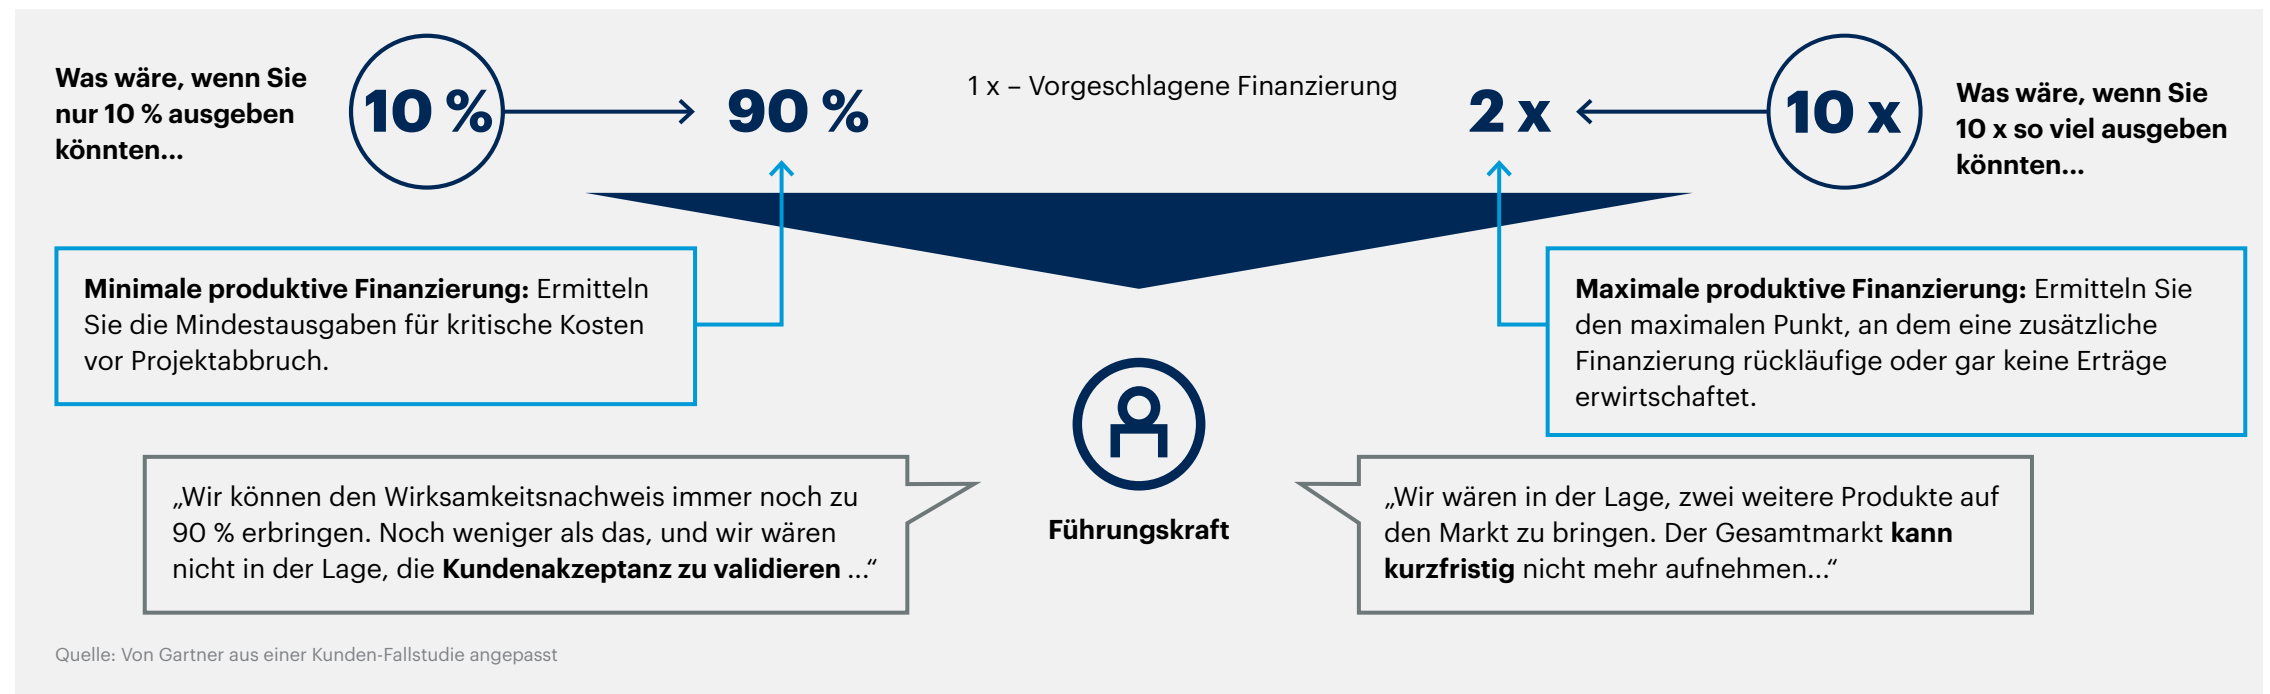 Was wäre, wenn Sie
nur 10 % ausgeben
könnten...
10 %
90 %
1 x – Vorgeschlagene Finanzierung
2 x
10 x
Was wäre, wenn Sie
10 x so viel ausgeben
könnten...
Minimale produktive Finanzierung: Ermitteln
Sie die Mindestausgaben für kritische Kosten
vor Projektabbruch.
Maximale produktive Finanzierung: Ermitteln Sie
den maximalen Punkt, an dem eine zusätzliche
Finanzierung rückläufige oder gar keine Erträge
erwirtschaftet.
„Wir können den Wirksamkeitsnachweis immer noch zu
90 % erbringen. Noch weniger als das, und wir wären
nicht in der Lage, die Kundenakzeptanz zu validieren ...“
Führungskraft
„Wir wären in der Lage, zwei weitere Produkte auf
den Markt zu bringen. Der Gesamtmarkt kann
kurzfristig nicht mehr aufnehmen...“
Quelle: Von Gartner aus einer Kunden-Fallstudie angepasst